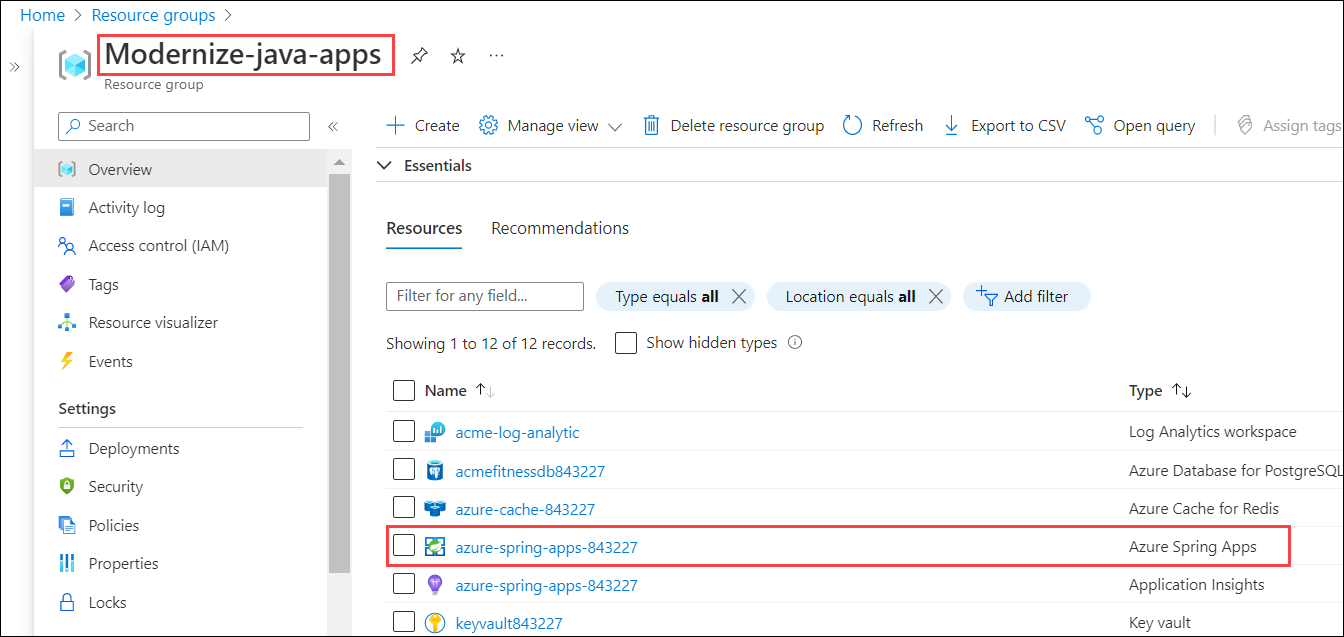 Home > Resource groups >
Modernize-java-apps
Resource group
Search
Create Manage view Delete resource group Refresh Export to CSV Open query Assign tags
Overview
Activity log
Access control (IAM)
Tags
Resource visualizer
Events
Settings
Deployments
Security
Policies
Properties
Locks
Essentials
Resources Recommendations
Filter for any field... Type equals all Location equals all Add filter
Showing 1 to 12 of 12 records. Show hidden types
Name Type
acme-log-analytic Log Analytics workspace
acmefitnessdb843227 Azure Database for PostgreSQL
azure-cache-843227 Azure Cache for Redis
azure-spring-apps-843227 Azure Spring Apps
azure-spring-apps-843227 Application Insights
keyvault843227 Key vault